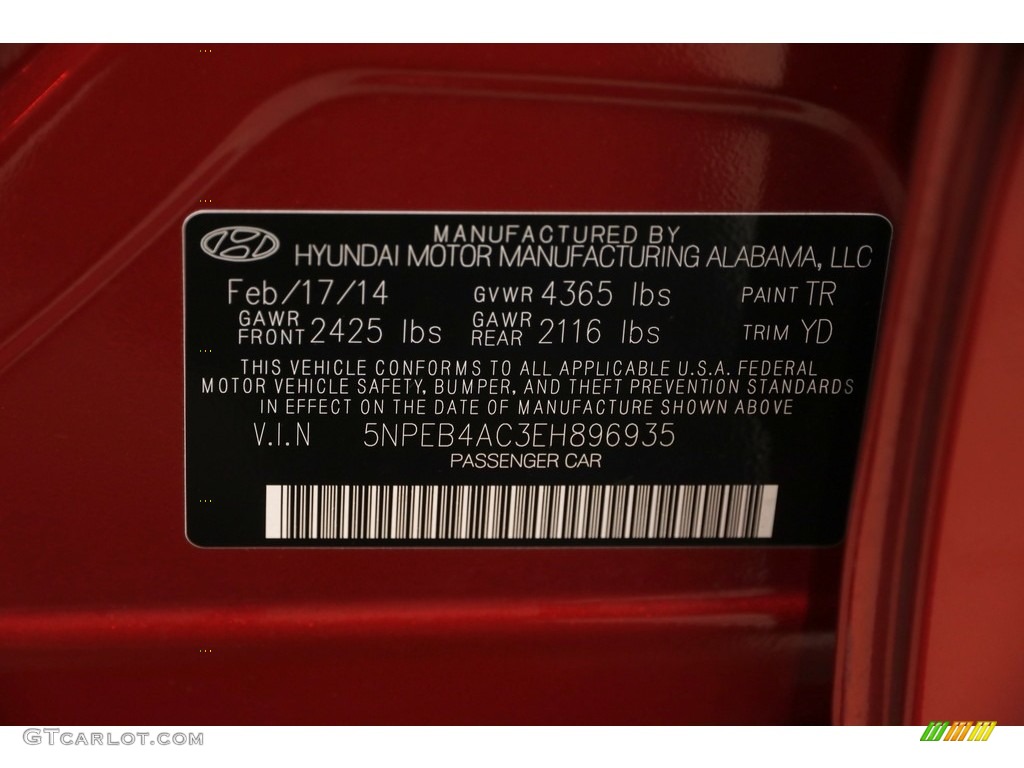 MANUFACTURED BY
HYUNDAI MOTOR MANUFACTURING ALABAMA, LLC
Feb/17/14 GVWR 4365 lbs PAINT TR
GAWR FRONT 2425 lbs GAWR REAR 2116 lbs TRIM YD
THIS VEHICLE CONFORMS TO ALL APPLICABLE U.S.A. FEDERAL
MOTOR VEHICLE SAFETY, BUMPER, AND THEFT PREVENTION STANDARDS
IN EFFECT ON THE DATE OF MANUFACTURE SHOWN ABOVE
V.I.N 5NPEB4AC3EH896935
PASSENGER CAR
GTCARLOT.COM